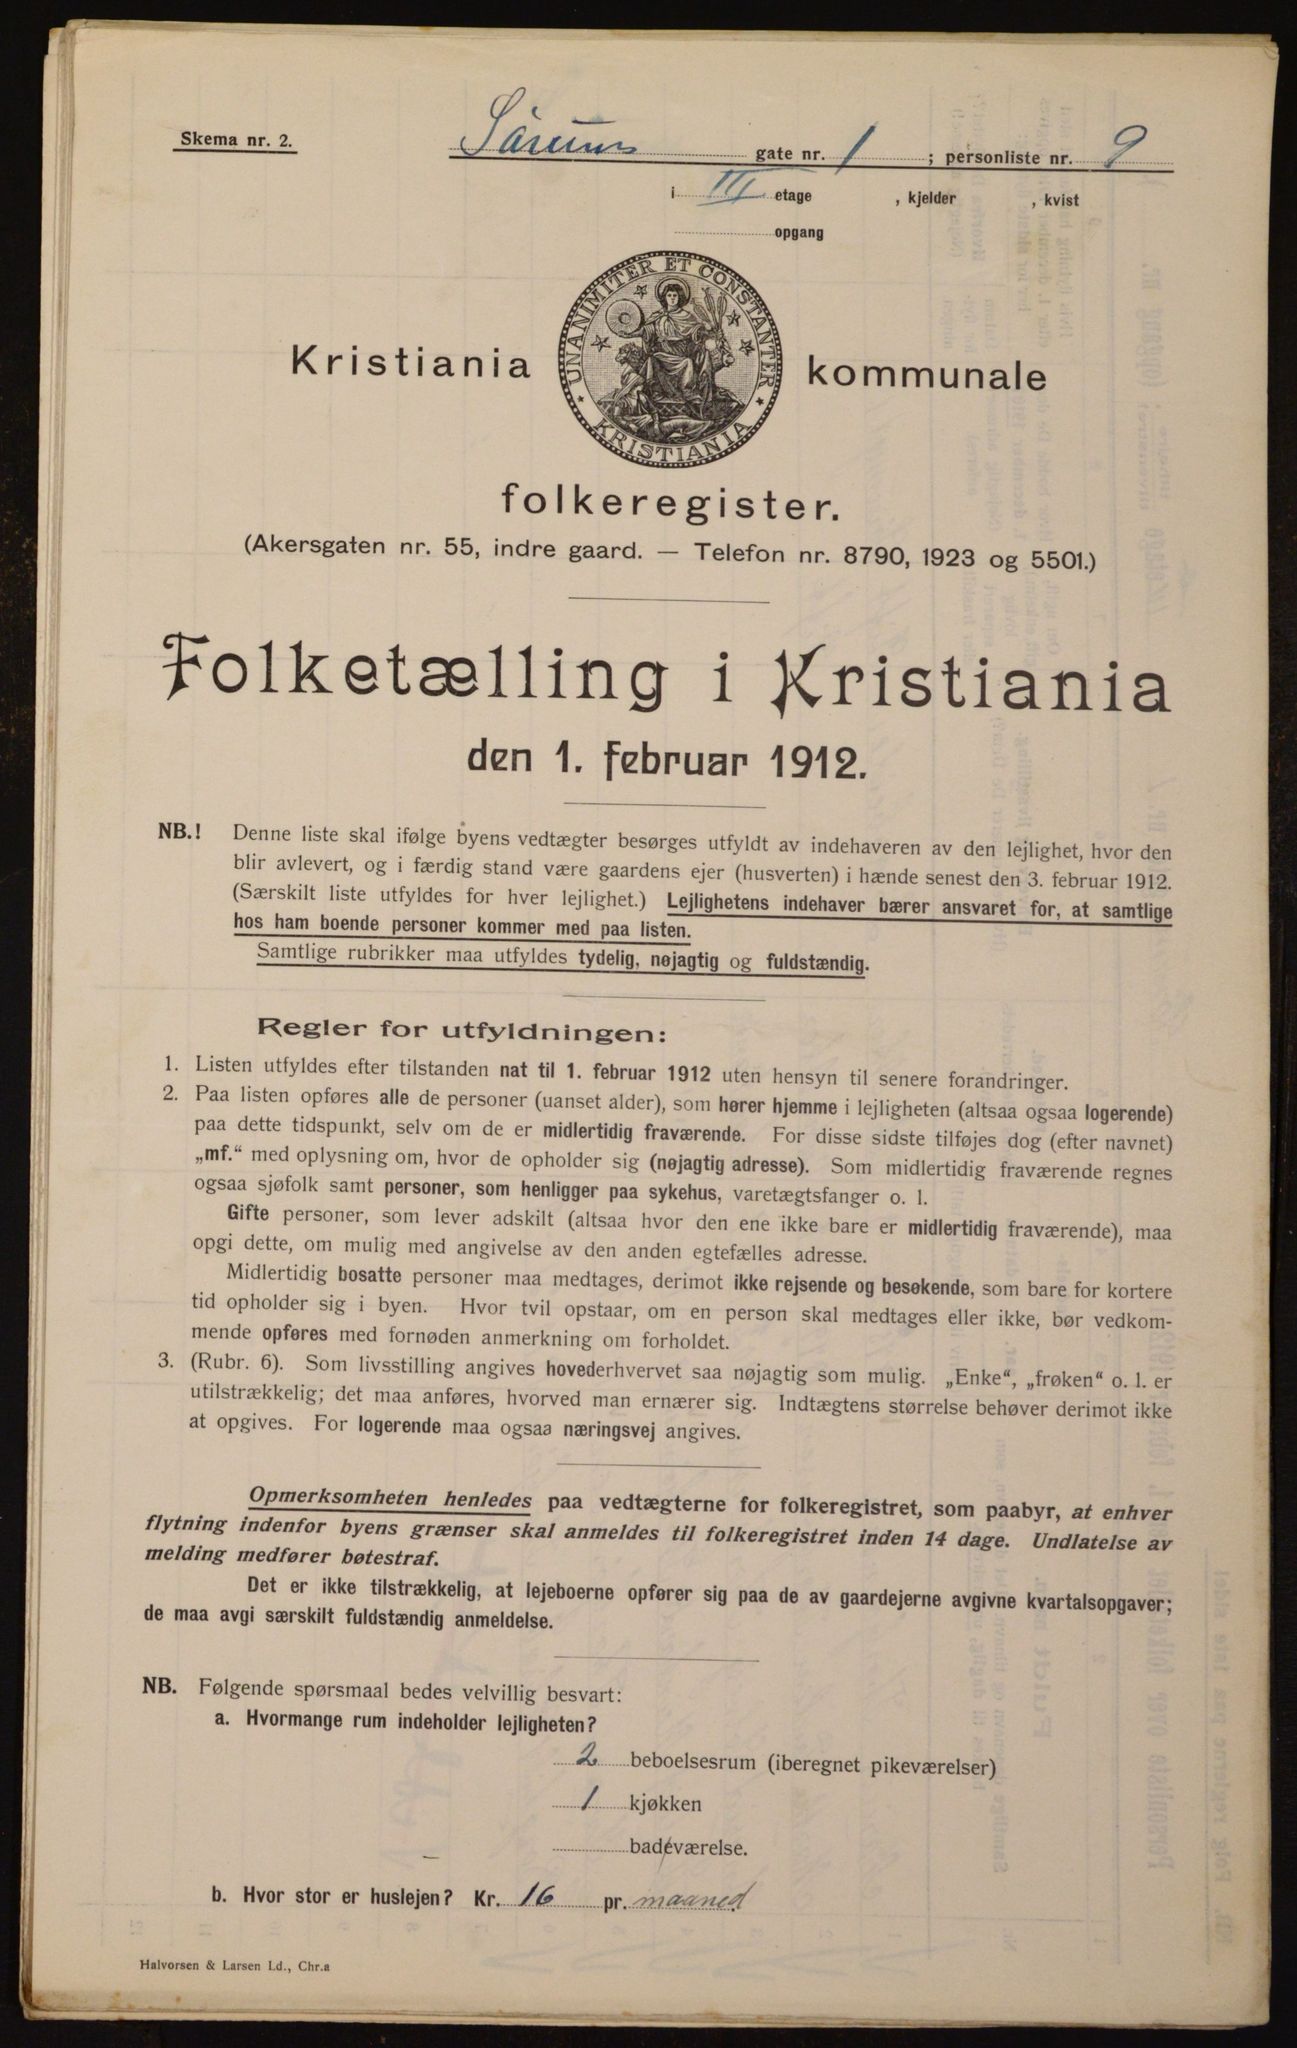 Skema nr. 2.
Sørums gate nr. 1 ; personliste nr. 9
i III etage , kjelder , kvist
opgang
UNANIMITER ET CONSTANTER
KRISTIANIA
Kristiania kommunale
folkeregister.
(Akersgaten nr. 55, indre gaard. — Telefon nr. 8790, 1923 og 5501.)
Folketælling i Kristiania
den 1. februar 1912.
NB.! Denne liste skal ifølge byens vedtægter besørges utfyldt av indehaveren av den lejlighet, hvor den
blir avlevert, og i færdig stand være gaardens ejer (husverten) i hænde senest den 3. februar 1912.
(Særskilt liste utfyldes for hver lejlighet.) Lejlighetens indehaver bærer ansvaret for, at samtlige
hos ham boende personer kommer med paa listen.
Samtlige rubrikker maa utfyldes tydelig, nøjagtig og fuldstændig.
Regler for utfyldningen:
1. Listen utfyldes efter tilstanden nat til 1. februar 1912 uten hensyn til senere forandringer.
2. Paa listen opføres alle de personer (uanset alder), som hører hjemme i lejligheten (altsaa ogsaa logerende)
paa dette tidspunkt, selv om de er midlertidig fraværende. For disse sidste tilføjes dog (efter navnet)
„mf.“ med oplysning om, hvor de opholder sig (nøjagtig adresse). Som midlertidig fraværende regnes
ogsaa sjøfolk samt personer, som henligger paa sykehus, varetægtsfanger o. l.
Gifte personer, som lever adskilt (altsaa hvor den ene ikke bare er midlertidig fraværende), maa
opgi dette, om mulig med angivelse av den anden egtefælles adresse.
Midlertidig bosatte personer maa medtages, derimot ikke rejsende og besøkende, som bare for kortere
tid opholder sig i byen. Hvor tvil opstaar, om en person skal medtages eller ikke, bør vedkom-
mende opføres med fornøden anmerkning om forholdet.
3. (Rubr. 6). Som livsstilling angives hovederhvervet saa nøjagtig som mulig. „Enke“, „frøken“ o. l. er
utilstrækkelig; det maa anføres, hvorved man ernærer sig. Indtægtens størrelse behøver derimot ikke
at opgives. For logerende maa ogsaa næringsvej angives.
Opmerksomheten henledes paa vedtægterne for folkeregistret, som paabyr, at enhver
flytning indenfor byens grænser skal anmeldes til folkeregistret inden 14 dage. Undlatelse av
melding medfører bøtestraf.
Det er ikke tilstrækkelig, at lejeboerne opfører sig paa de av gaardejerne avgivne kvartalsopgaver;
de maa avgi særskilt fuldstændig anmeldelse.
NB. Følgende spørsmaal bedes velvillig besvart:
a. Hvormange rum indeholder lejligheten?
2 beboelsesrum (iberegnet pikeværelser)
1 kjøkken
badeværelse.
b. Hvor stor er huslejen? Kr. 16 pr. maaned
Halvorsen & Larsen Ld., Chr.a